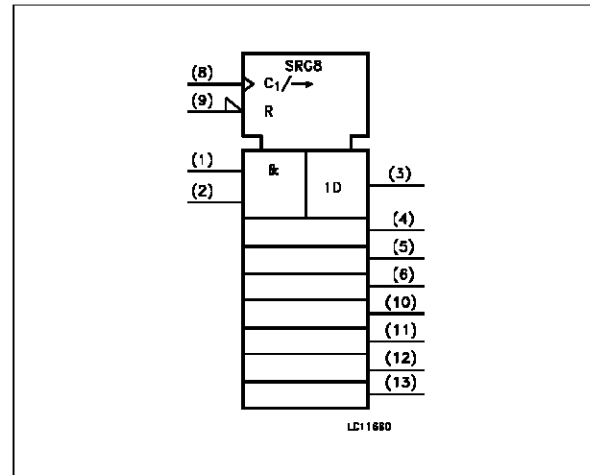 SRG8
(8) C1/→
(9) R
(1) & 1D (3)
(2)
(4)
(5)
(6)
(10)
(11)
(12)
(13)
LC11680